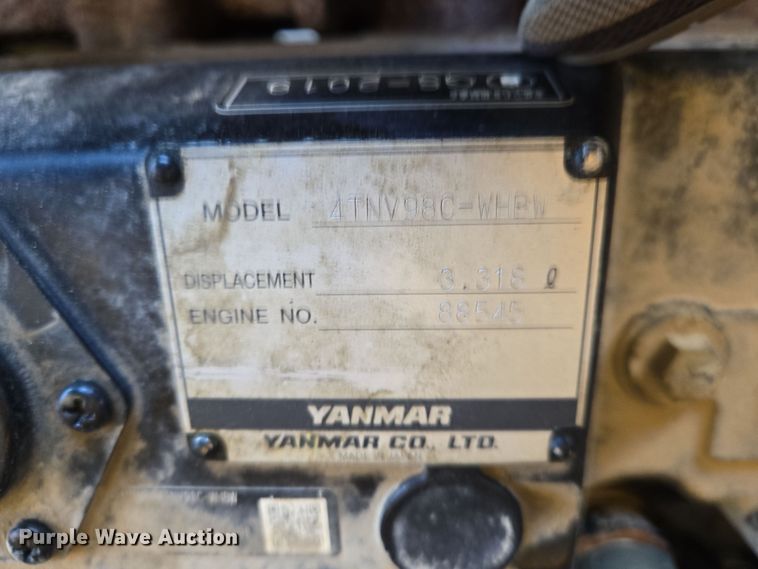 MODEL 4TNV98C-WHBW
DISPLACEMENT 3.318 ℓ
ENGINE NO. 88545
YANMAR
YANMAR CO., LTD.
MADE IN JAPAN
Purple Wave Auction